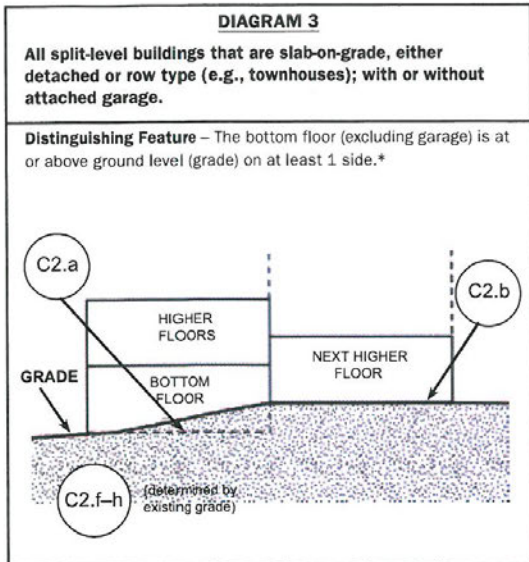 DIAGRAM 3
All split-level buildings that are slab-on-grade, either
detached or row type (e.g., townhouses); with or without
attached garage.
Distinguishing Feature – The bottom floor (excluding garage) is at
or above ground level (grade) on at least 1 side.*
C2.a
C2.b
HIGHER
FLOORS
NEXT HIGHER
FLOOR
BOTTOM
FLOOR
GRADE
C2.f–h
(determined by
existing grade)